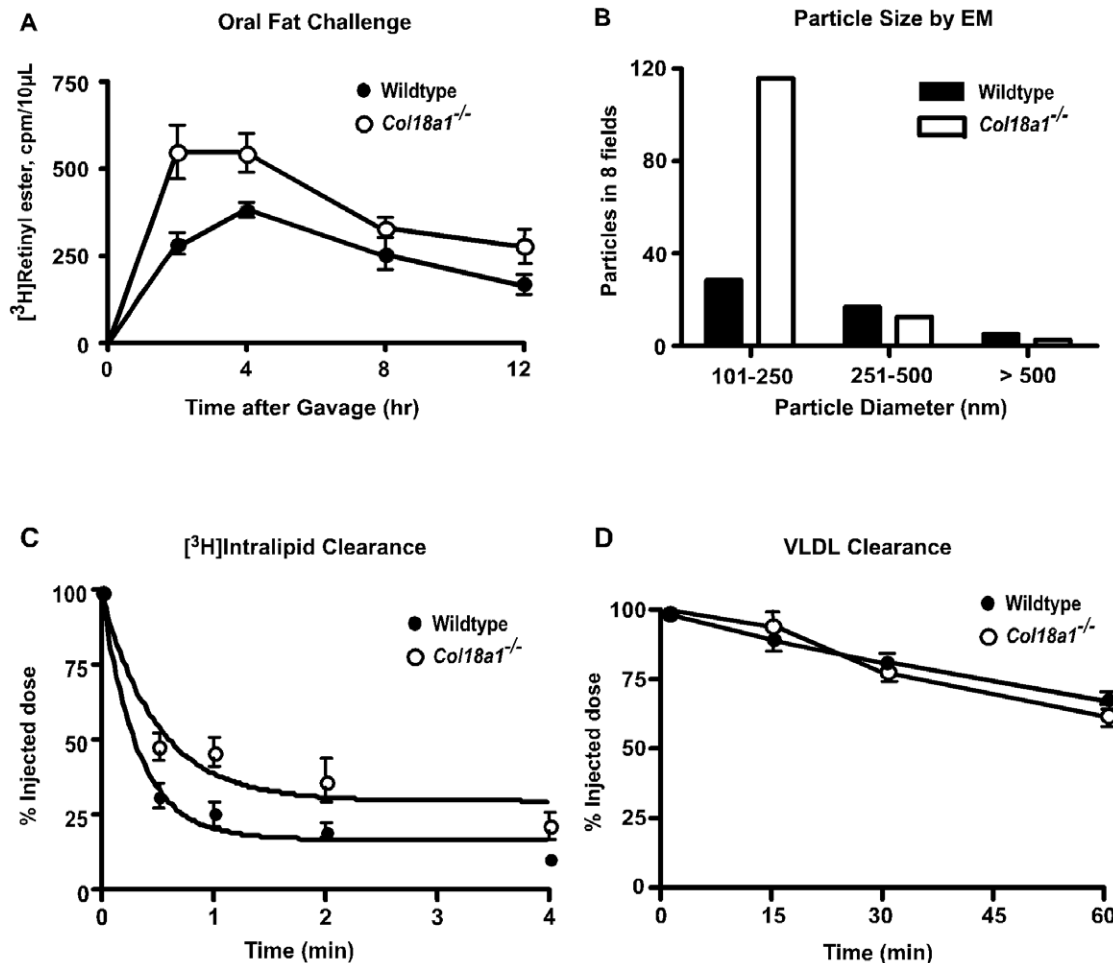 A
Oral Fat Challenge
[³H]Retinyl ester, cpm/10µL
750
500
250
0
Wildtype
Col18a1-/-
0 4 8 12
Time after Gavage (hr)
B
Particle Size by EM
Particles in 8 fields
120
80
40
0
Wildtype
Col18a1-/-
101-250 251-500 > 500
Particle Diameter (nm)
C
[³H]Intralipid Clearance
% Injected dose
100
75
50
25
0
Wildtype
Col18a1-/-
0 1 2 3 4
Time (min)
D
VLDL Clearance
% Injected dose
100
75
50
25
0
Wildtype
Col18a1-/-
0 15 30 45 60
Time (min)